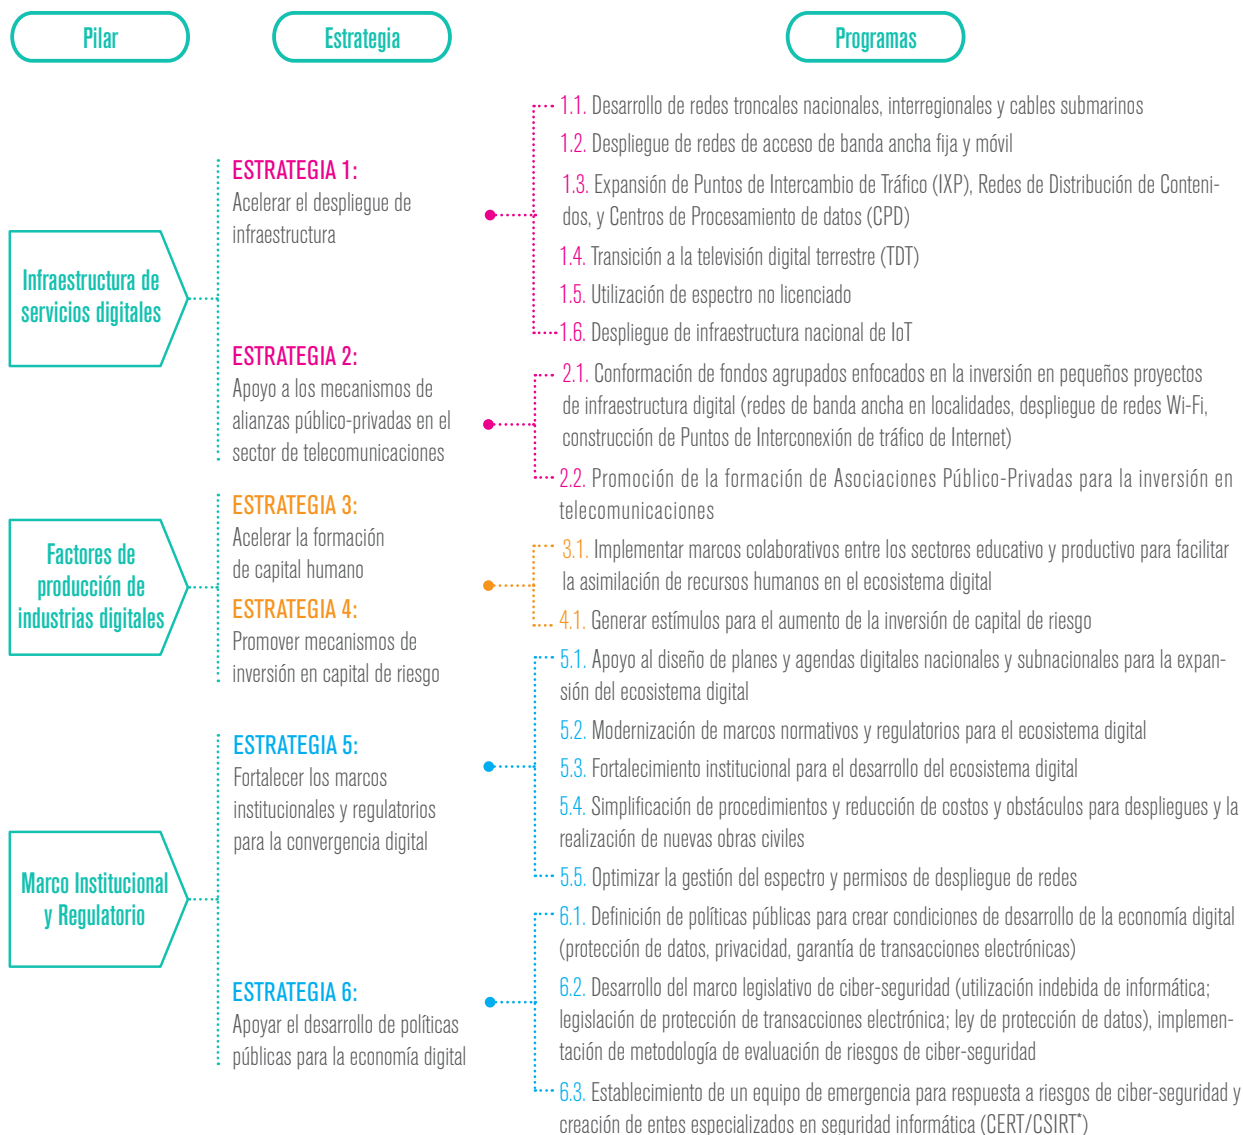 Pilar
Estrategia
Programas
Infraestructura de
servicios digitales
ESTRATEGIA 1:
Acelerar el despliegue de
infraestructura
1.1. Desarrollo de redes troncales nacionales, interregionales y cables submarinos
1.2. Despliegue de redes de acceso de banda ancha fija y móvil
1.3. Expansión de Puntos de Intercambio de Tráfico (IXP), Redes de Distribución de Conteni-
dos, y Centros de Procesamiento de datos (CPD)
1.4. Transición a la televisión digital terrestre (TDT)
1.5. Utilización de espectro no licenciado
1.6. Despliegue de infraestructura nacional de IoT
ESTRATEGIA 2:
Apoyo a los mecanismos de
alianzas público-privadas en el
sector de telecomunicaciones
2.1. Conformación de fondos agrupados enfocados en la inversión en pequeños proyectos
de infraestructura digital (redes de banda ancha en localidades, despliegue de redes Wi-Fi,
construcción de Puntos de Interconexión de tráfico de Internet)
2.2. Promoción de la formación de Asociaciones Público-Privadas para la inversión en
telecomunicaciones
Factores de
producción de
industrias digitales
ESTRATEGIA 3:
Acelerar la formación
de capital humano
3.1. Implementar marcos colaborativos entre los sectores educativo y productivo para facilitar
la asimilación de recursos humanos en el ecosistema digital
ESTRATEGIA 4:
Promover mecanismos de
inversión en capital de riesgo
4.1. Generar estímulos para el aumento de la inversión de capital de riesgo
Marco Institucional
y Regulatorio
ESTRATEGIA 5:
Fortalecer los marcos
institucionales y regulatorios
para la convergencia digital
5.1. Apoyo al diseño de planes y agendas digitales nacionales y subnacionales para la expan-
sión del ecosistema digital
5.2. Modernización de marcos normativos y regulatorios para el ecosistema digital
5.3. Fortalecimiento institucional para el desarrollo del ecosistema digital
5.4. Simplificación de procedimientos y reducción de costos y obstáculos para despliegues y la
realización de nuevas obras civiles
5.5. Optimizar la gestión del espectro y permisos de despliegue de redes
ESTRATEGIA 6:
Apoyar el desarrollo de políticas
públicas para la economía digital
6.1. Definición de políticas públicas para crear condiciones de desarrollo de la economía digital
(protección de datos, privacidad, garantía de transacciones electrónicas)
6.2. Desarrollo del marco legislativo de ciber-seguridad (utilización indebida de informática;
legislación de protección de transacciones electrónica; ley de protección de datos), implemen-
tación de metodología de evaluación de riesgos de ciber-seguridad
6.3. Establecimiento de un equipo de emergencia para respuesta a riesgos de ciber-seguridad y
creación de entes especializados en seguridad informática (CERT/CSIRT*)